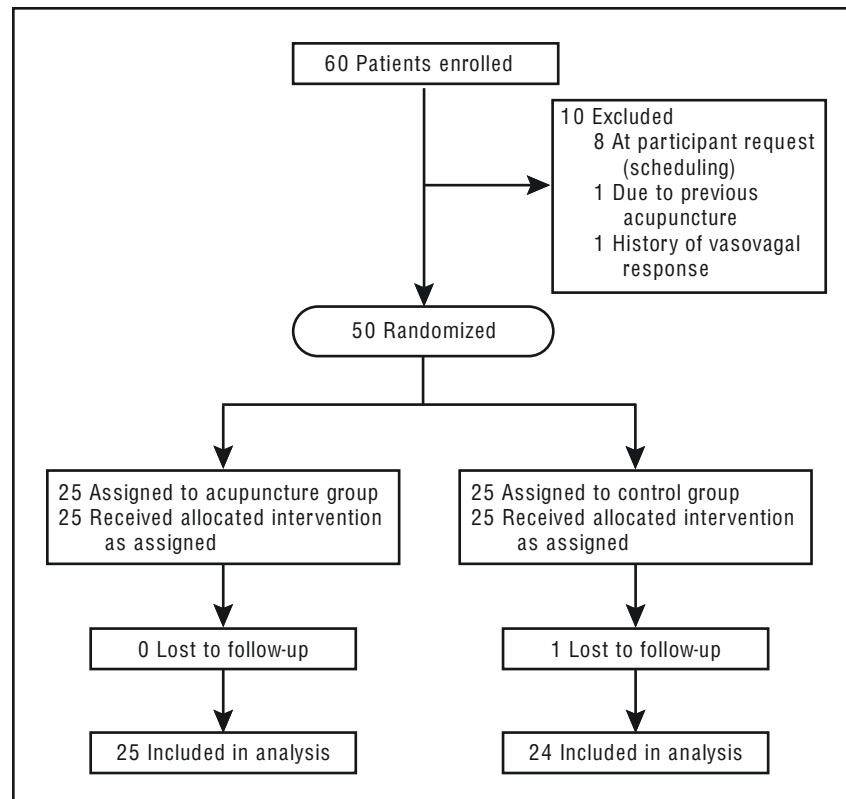 60 Patients enrolled
10 Excluded
8 At participant request
(scheduling)
1 Due to previous
acupuncture
1 History of vasovagal
response
50 Randomized
25 Assigned to acupuncture group
25 Received allocated intervention
as assigned
25 Assigned to control group
25 Received allocated intervention
as assigned
0 Lost to follow-up
1 Lost to follow-up
25 Included in analysis
24 Included in analysis